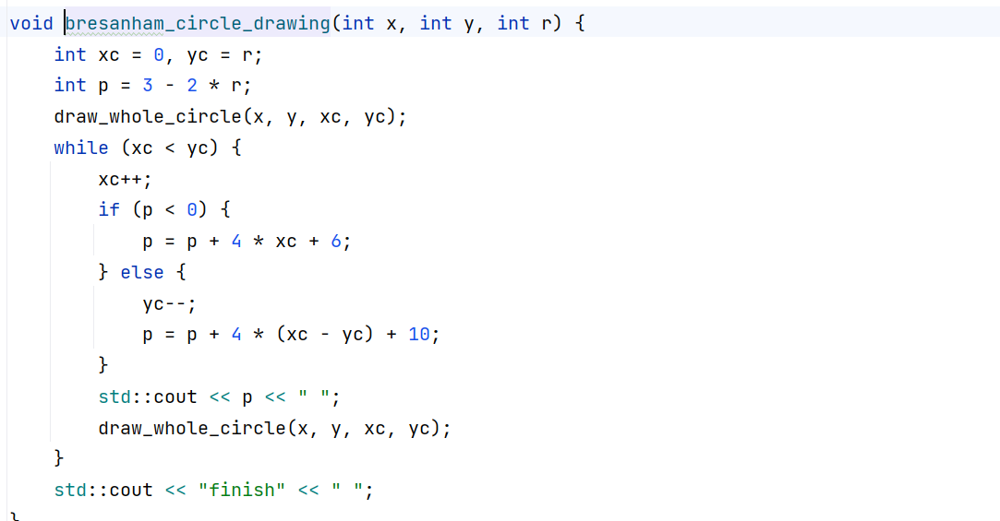 void bresanham_circle_drawing(int x, int y, int r) {
    int xc = 0, yc = r;
    int p = 3 - 2 * r;
    draw_whole_circle(x, y, xc, yc);
    while (xc < yc) {
        xc++;
        if (p < 0) {
            p = p + 4 * xc + 6;
        } else {
            yc--;
            p = p + 4 * (xc - yc) + 10;
        }
        std::cout << p << " ";
        draw_whole_circle(x, y, xc, yc);
    }
    std::cout << "finish" << " ";
}